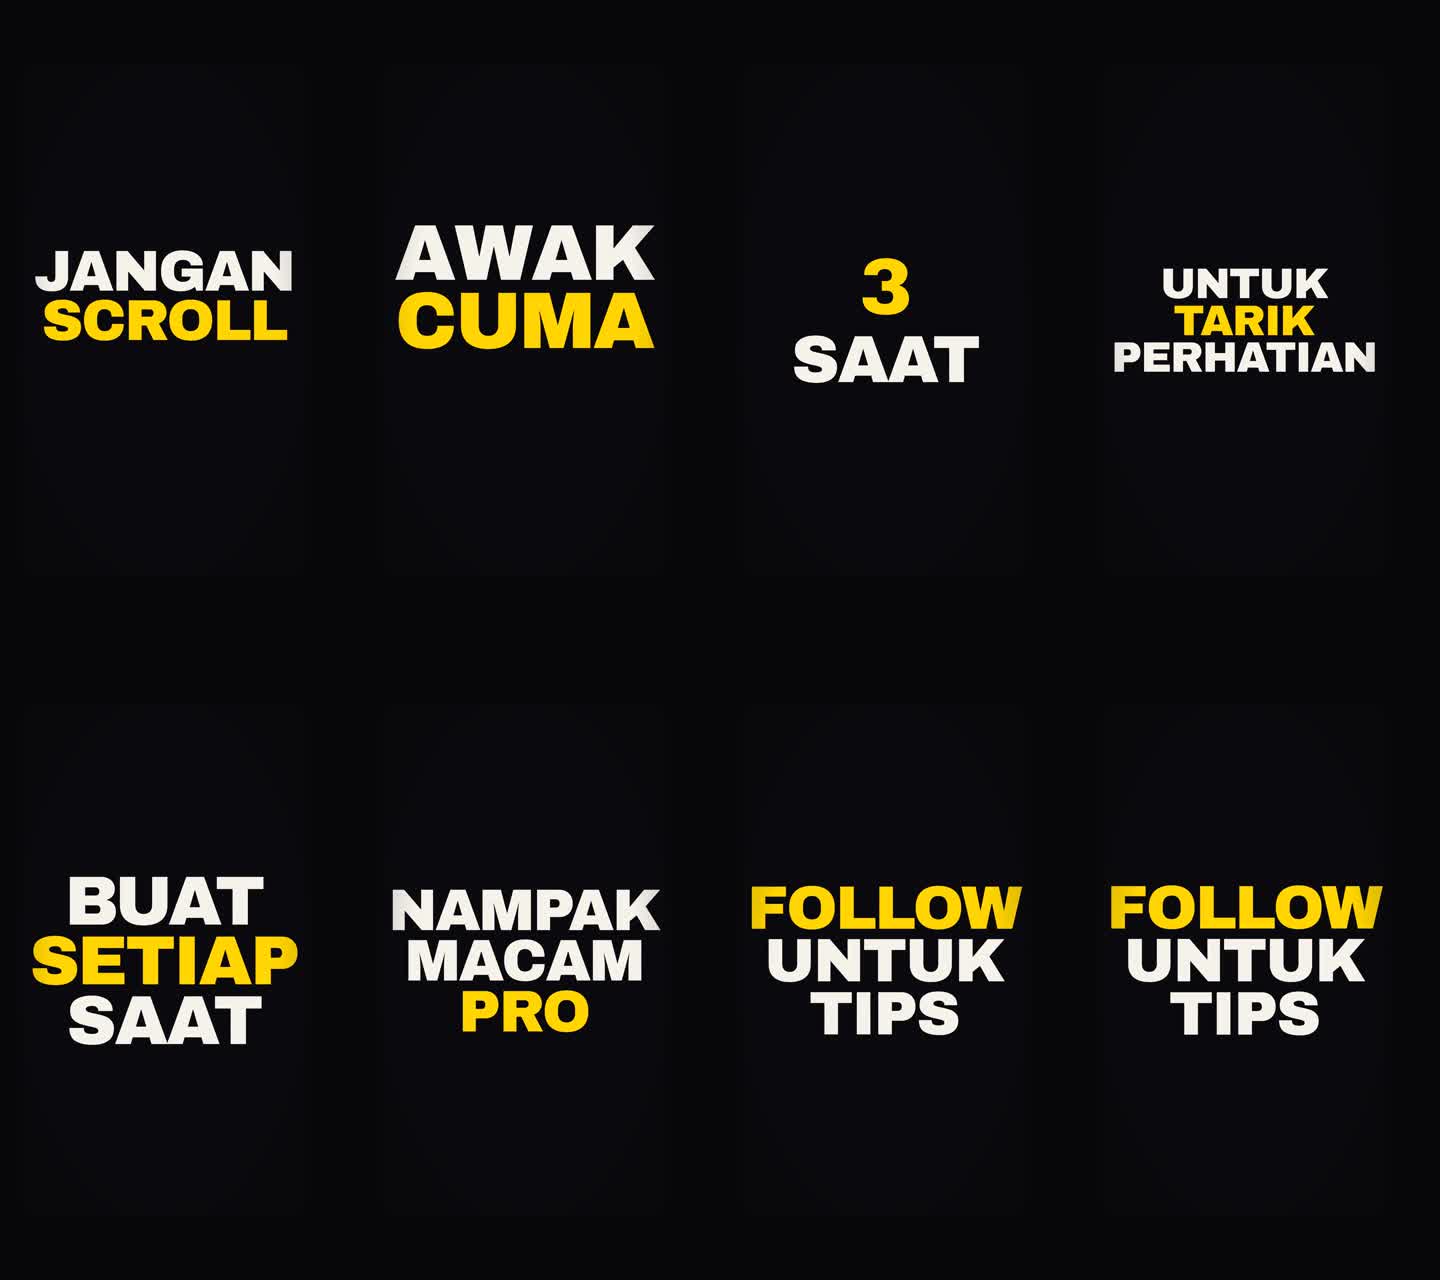 JANGAN
SCROLL
AWAK
CUMA
3
SAAT
UNTUK
TARIK
PERHATIAN
BUAT
SETIAP
SAAT
NAMPAK
MACAM
PRO
FOLLOW
UNTUK
TIPS
FOLLOW
UNTUK
TIPS